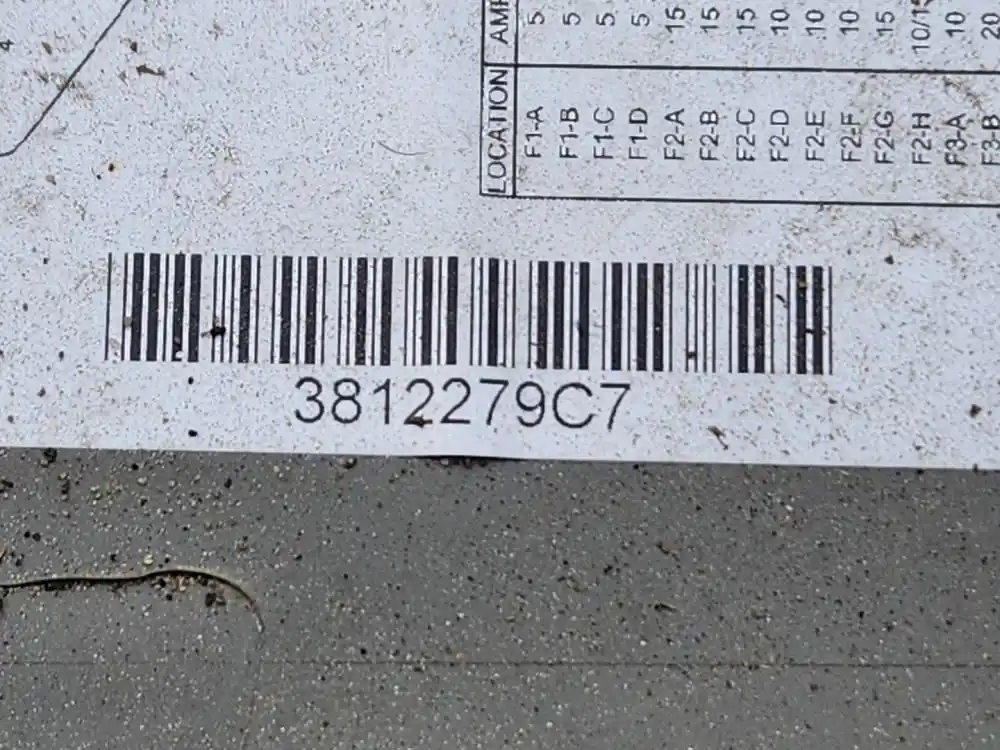 LOCATION AMP
F1-A 5
F1-B 5
F1-C 5
F1-D 5
F2-A 15
F2-B 15
F2-C 15
F2-D 10
F2-E 10
F2-F 10
F2-G 15
F2-H 10/15
F3-A 10
F3-B 20
3812279C7
4